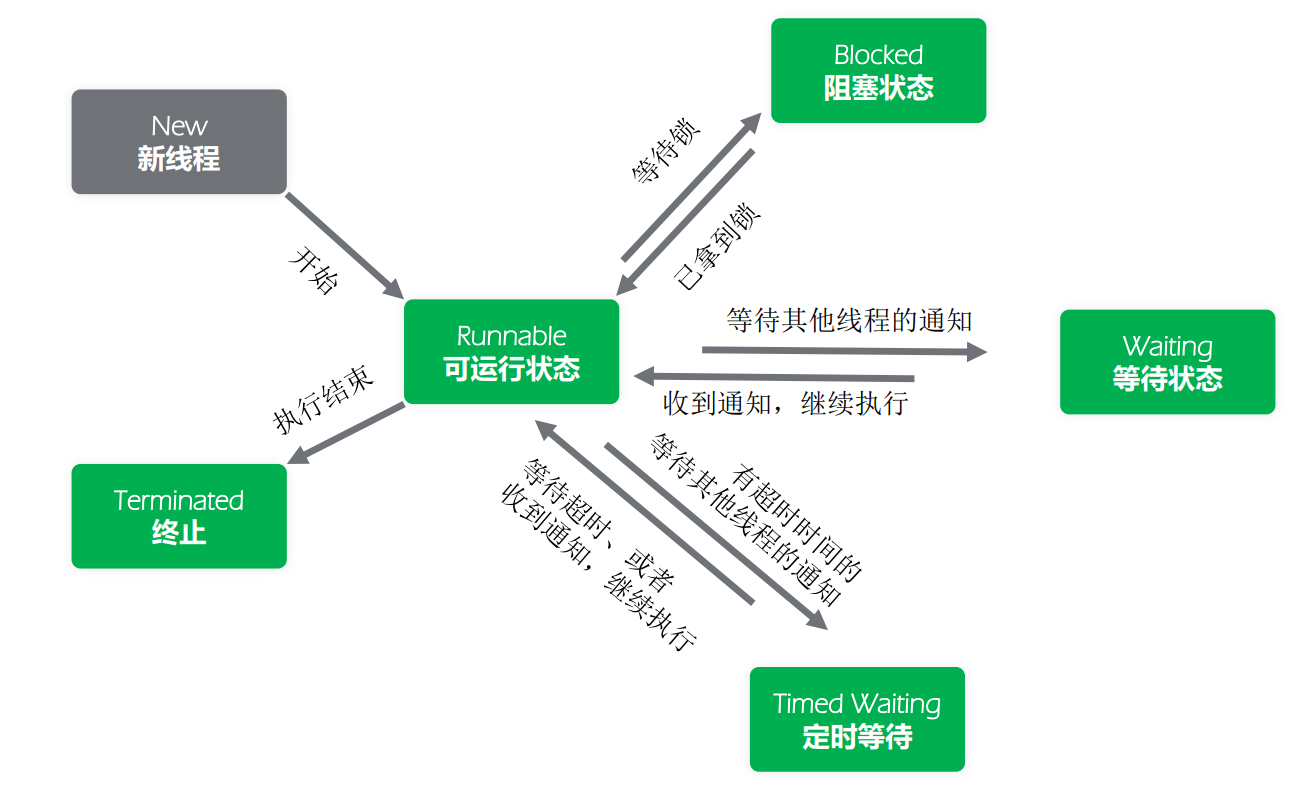 Blocked
阻塞状态
New
新线程
等待锁
已拿到锁
开始
Runnable
可运行状态
等待其他线程的通知
收到通知，继续执行
Waiting
等待状态
执行结束
Terminated
终止
等待超时、或者
收到通知，继续执行
有超时时间的
等待其他线程的通知
Timed Waiting
定时等待